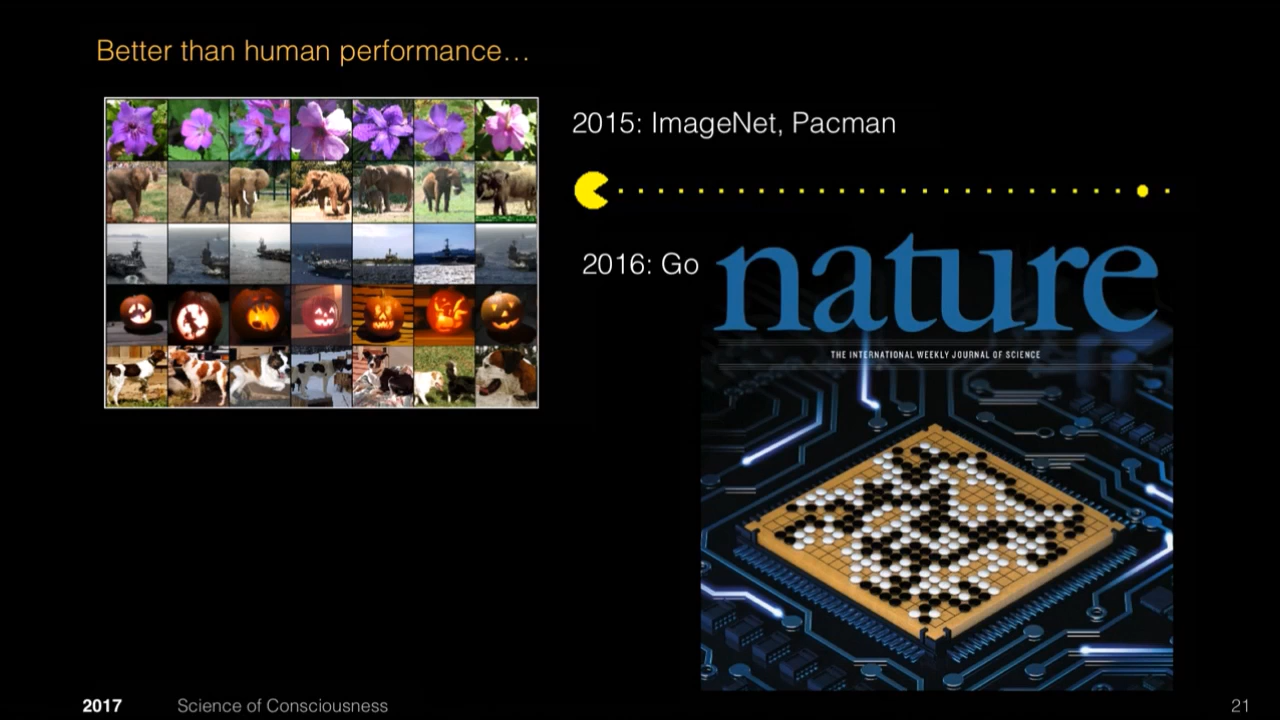 Better than human performance…
2015: ImageNet, Pacman
2016: Go
nature
THE INTERNATIONAL WEEKLY JOURNAL OF SCIENCE
2017 Science of Consciousness 21